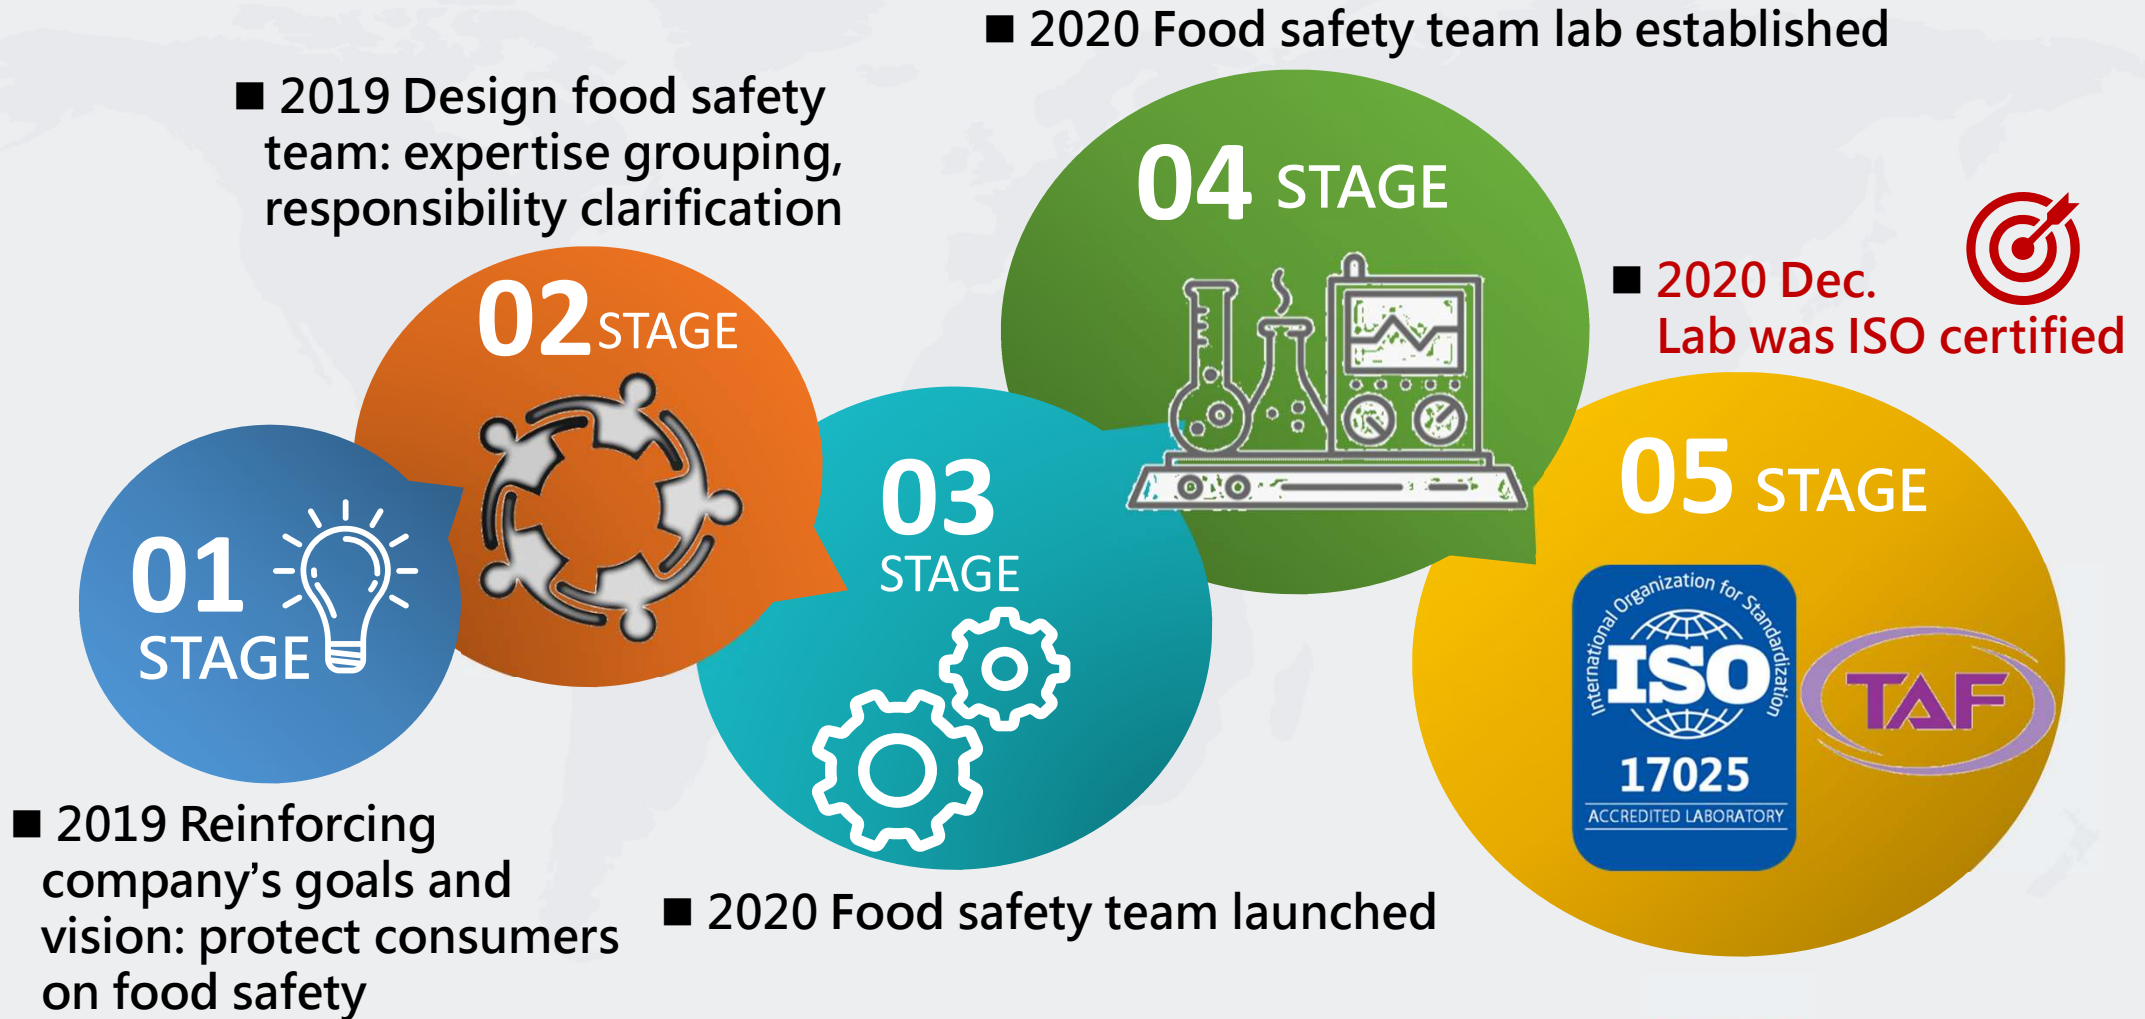 ■ 2019 Reinforcing
company’s goals and
vision: protect consumers
on food safety
01
STAGE
■ 2019 Design food safety
team: expertise grouping,
responsibility clarification
02 STAGE
03
STAGE
■ 2020 Food safety team launched
■ 2020 Food safety team lab established
04 STAGE
■ 2020 Dec.
Lab was ISO certified
05 STAGE
International Organization for Standardization
ISO
17025
ACCREDITED LABORATORY
TAF